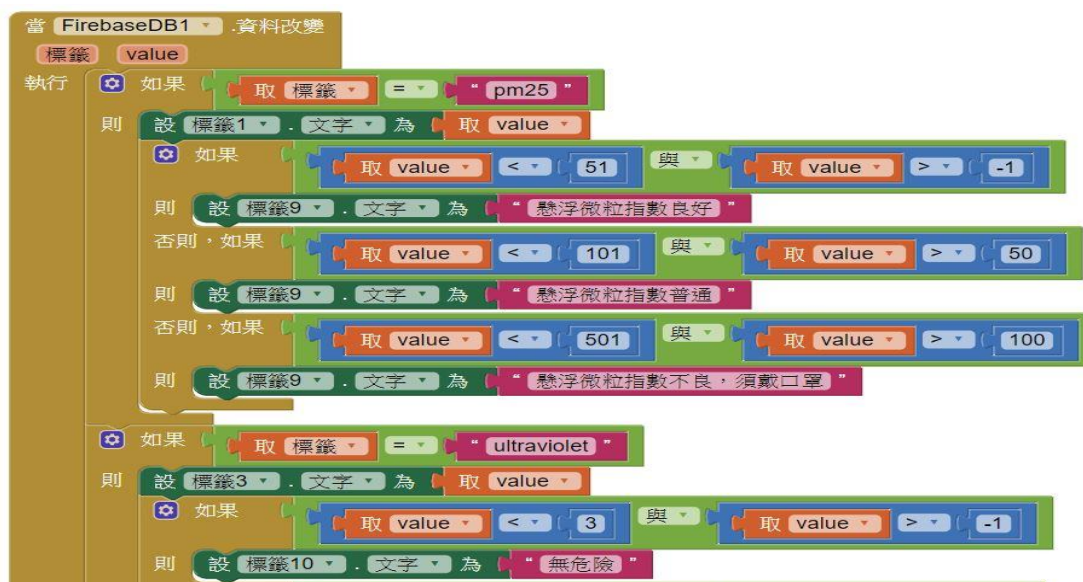 當 FirebaseDB1 .資料改變
標籤 value
執行 如果 取 標籤 = " pm25 "
則 設 標籤1 . 文字 為 取 value
如果 取 value < 51 與 取 value > -1
則 設 標籤9 . 文字 為 " 懸浮微粒指數良好 "
否則，如果 取 value < 101 與 取 value > 50
則 設 標籤9 . 文字 為 " 懸浮微粒指數普通 "
否則，如果 取 value < 501 與 取 value > 100
則 設 標籤9 . 文字 為 " 懸浮微粒指數不良，須戴口罩 "
如果 取 標籤 = " ultraviolet "
則 設 標籤3 . 文字 為 取 value
如果 取 value < 3 與 取 value > -1
則 設 標籤10 . 文字 為 " 無危險 "